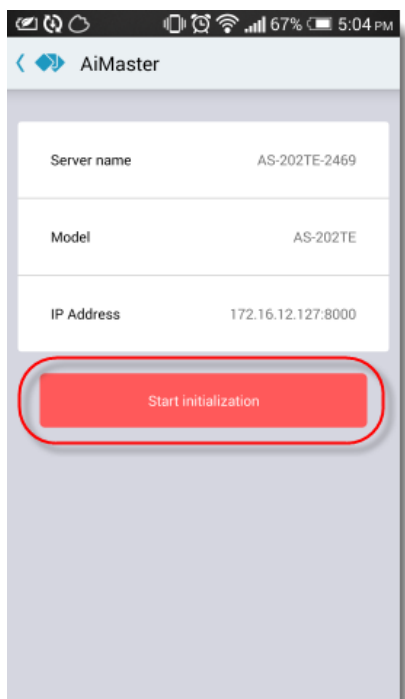 67% 5:04 PM
AiMaster
Server name AS-202TE-2469
Model AS-202TE
IP Address 172.16.12.127:8000
Start initialization